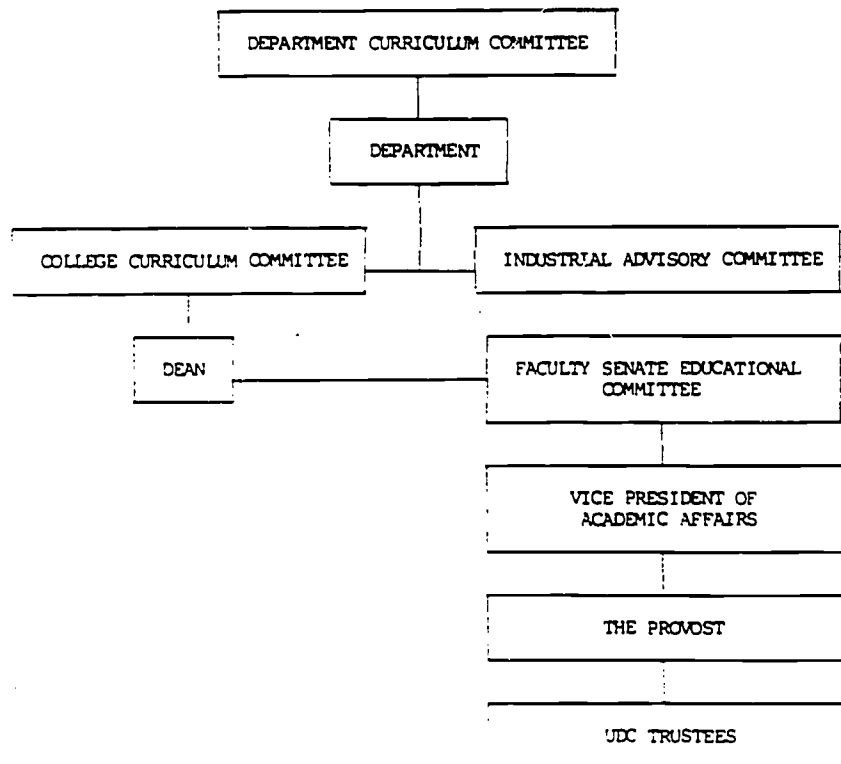 DEPARTMENT CURRICULUM COMMITTEE
DEPARTMENT
COLLEGE CURRICULUM COMMITTEE
INDUSTRIAL ADVISORY COMMITTEE
DEAN
FACULTY SENATE EDUCATIONAL
COMMITTEE
VICE PRESIDENT OF
ACADEMIC AFFAIRS
THE PROVOST
UDC TRUSTEES